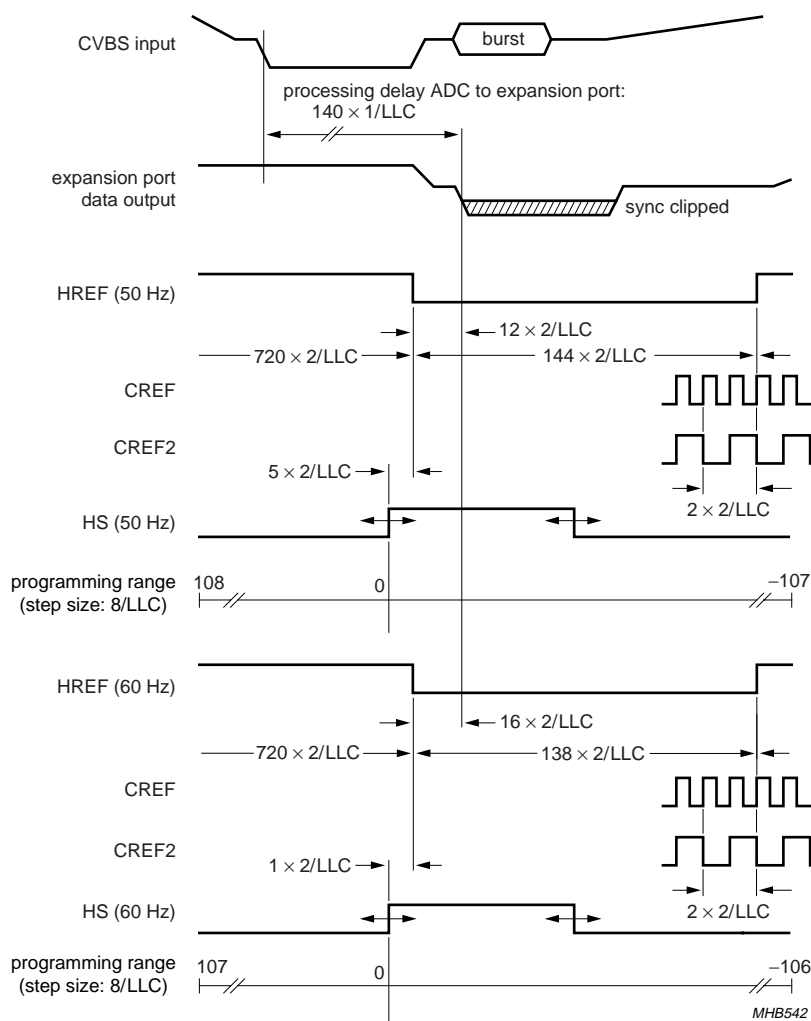 CVBS input
burst
processing delay ADC to expansion port:
140 × 1/LLC
expansion port
data output
sync clipped
HREF (50 Hz)
12 × 2/LLC
720 × 2/LLC
144 × 2/LLC
CREF
CREF2
5 × 2/LLC
2 × 2/LLC
HS (50 Hz)
programming range
(step size: 8/LLC)
108
0
−107
HREF (60 Hz)
16 × 2/LLC
720 × 2/LLC
138 × 2/LLC
CREF
CREF2
1 × 2/LLC
2 × 2/LLC
HS (60 Hz)
programming range
(step size: 8/LLC)
107
0
−106
MHB542